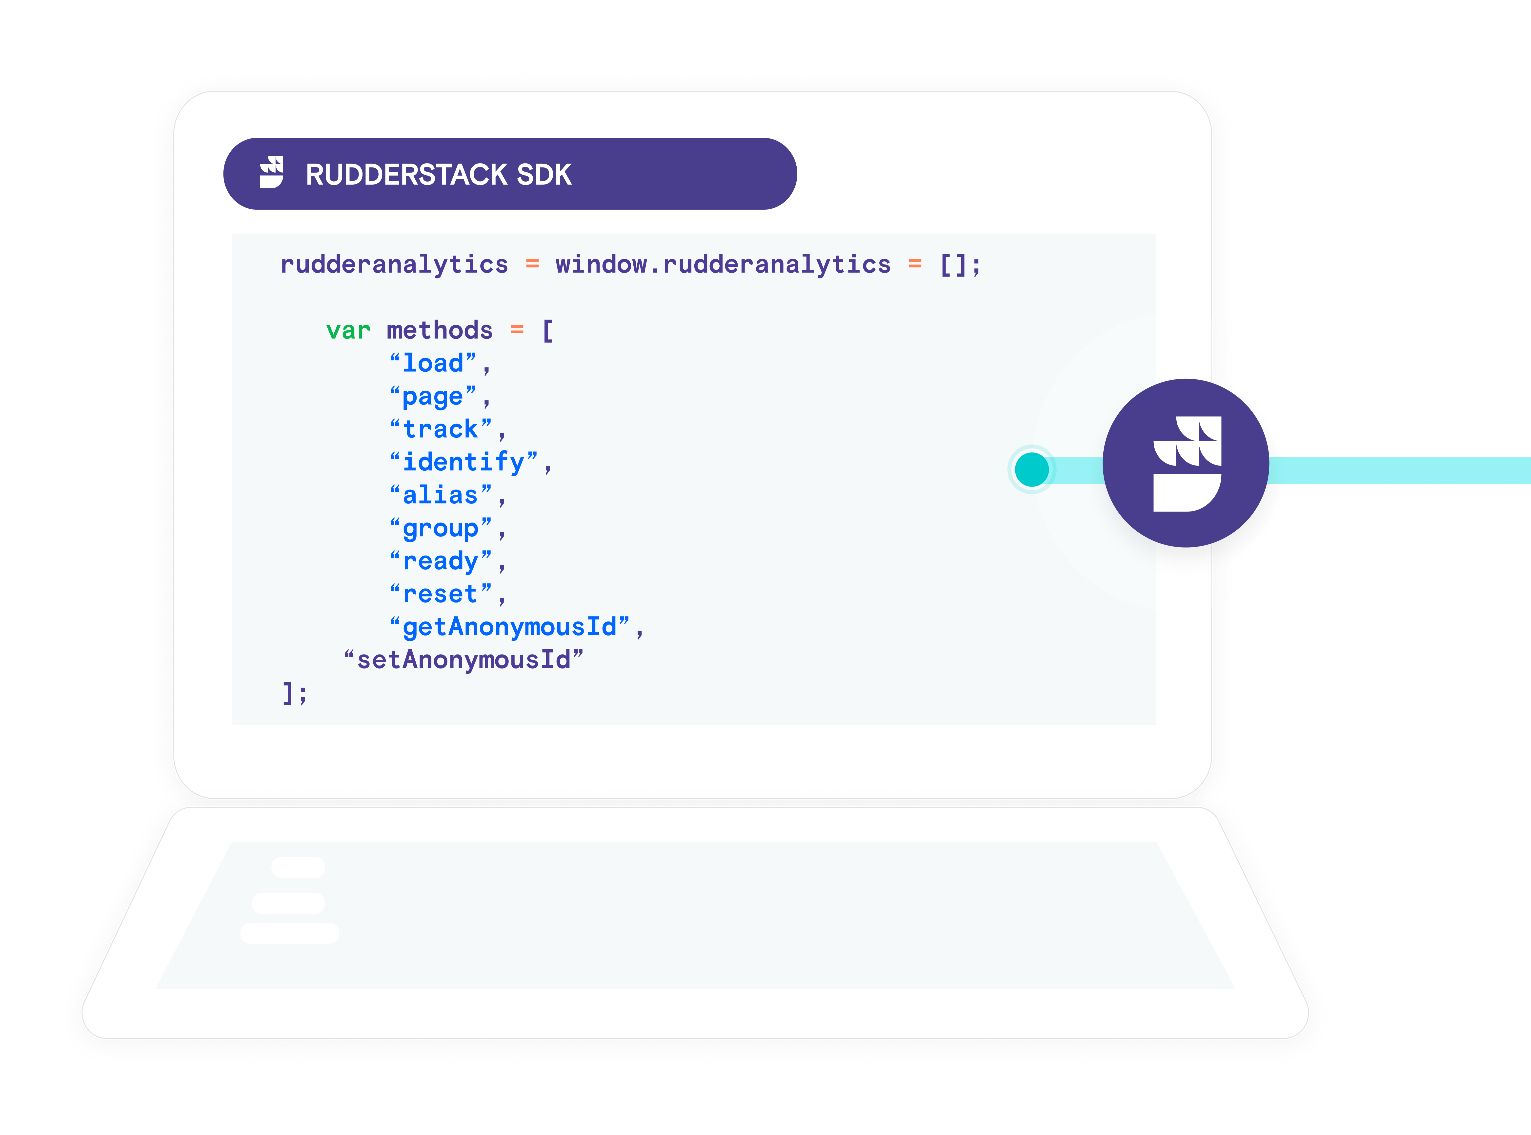 RUDDERSTACK SDK
rudderanalytics = window.rudderanalytics = [];
var methods = [
“load”,
“page”,
“track”,
“identify”,
“alias”,
“group”,
“ready”,
“reset”,
“getAnonymousId”,
“setAnonymousId”
];